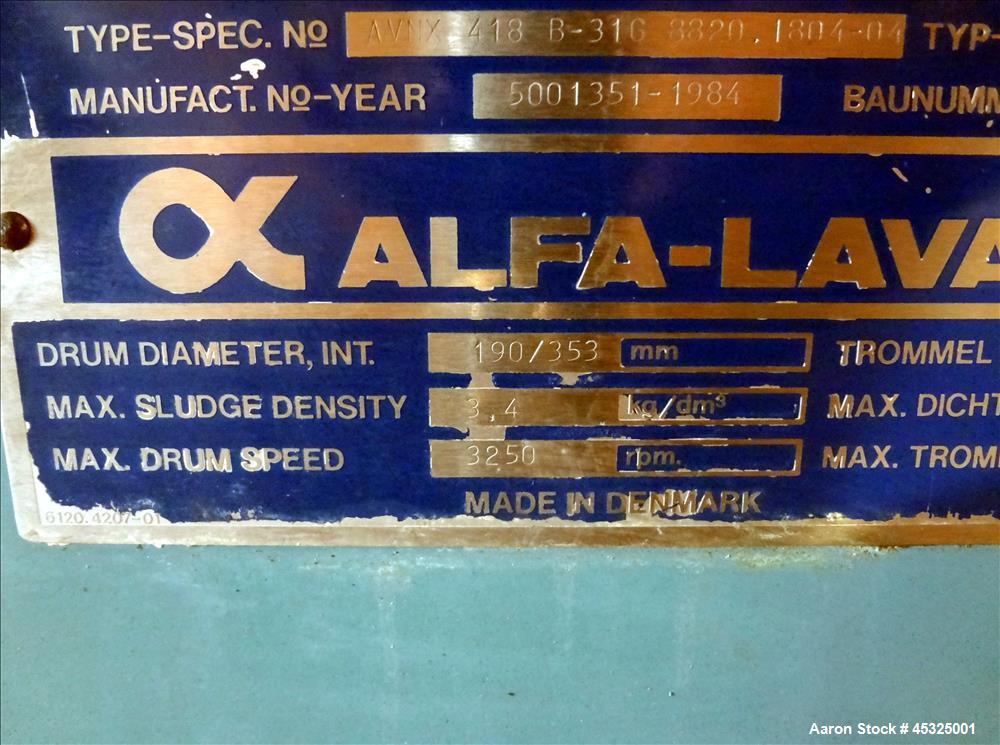 TYPE-SPEC. No AVNX 418 B-31G 8820.1804-04 TYP-
MANUFACT. No-YEAR 5001351-1984 BAUNUMM
α ALFA-LAVA
DRUM DIAMETER, INT. 190/353 mm TROMMEL
MAX. SLUDGE DENSITY 3,4 kg/dm³ MAX. DICHT
MAX. DRUM SPEED 3250 rpm. MAX. TROM
MADE IN DENMARK
6120.4207-01
Aaron Stock # 45325001